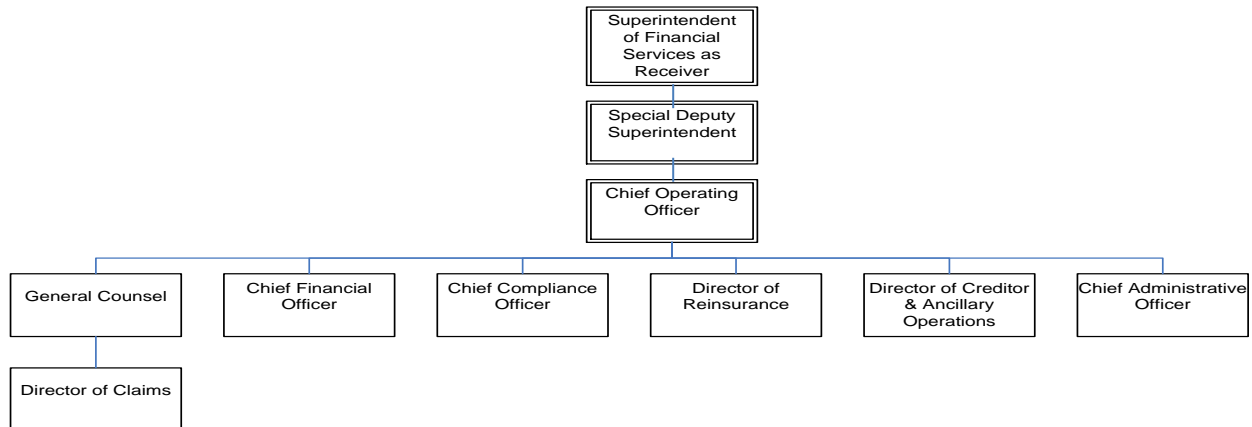 Superintendent
of Financial
Services as
Receiver
Special Deputy
Superintendent
Chief Operating
Officer
General Counsel
Chief Financial
Officer
Chief Compliance
Officer
Director of
Reinsurance
Director of Creditor
& Ancillary
Operations
Chief Administrative
Officer
Director of Claims